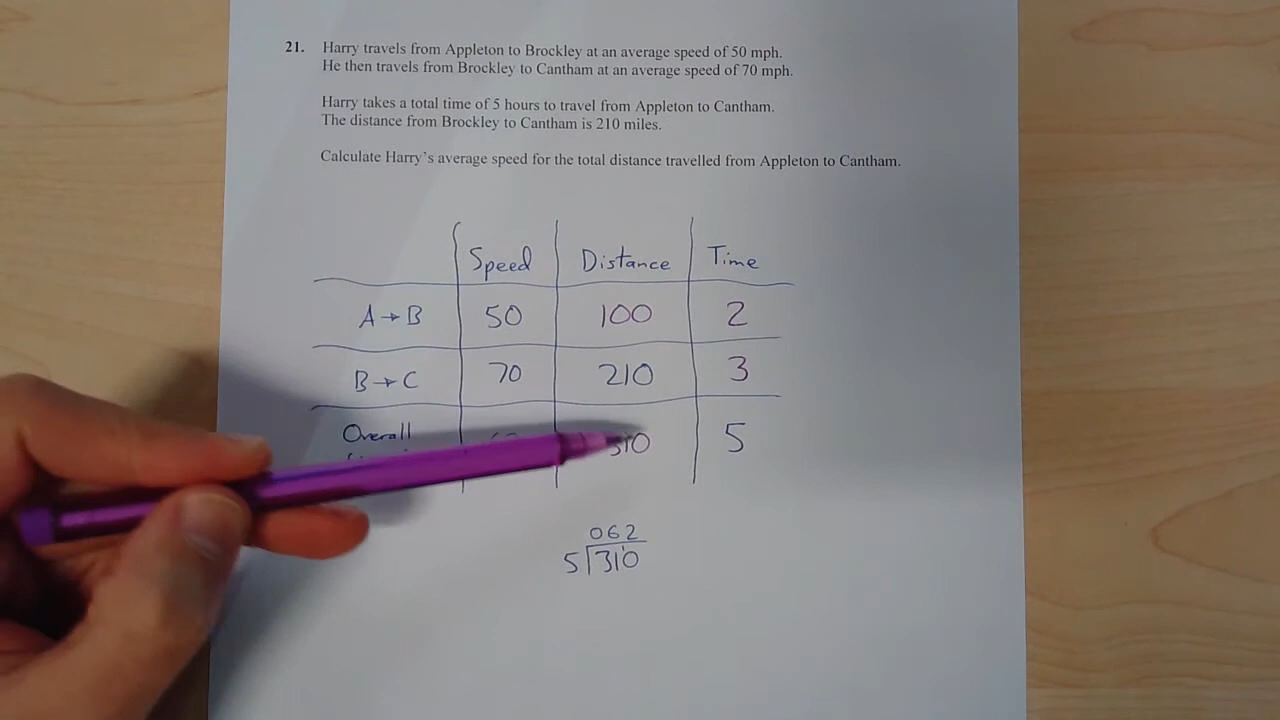 21. Harry travels from Appleton to Brockley at an average speed of 50 mph.
He then travels from Brockley to Cantham at an average speed of 70 mph.
Harry takes a total time of 5 hours to travel from Appleton to Cantham.
The distance from Brockley to Cantham is 210 miles.
Calculate Harry's average speed for the total distance travelled from Appleton to Cantham.
Speed Distance Time
A→B 50 100 2
B→C 70 210 3
Overall 310 5
062
5 310